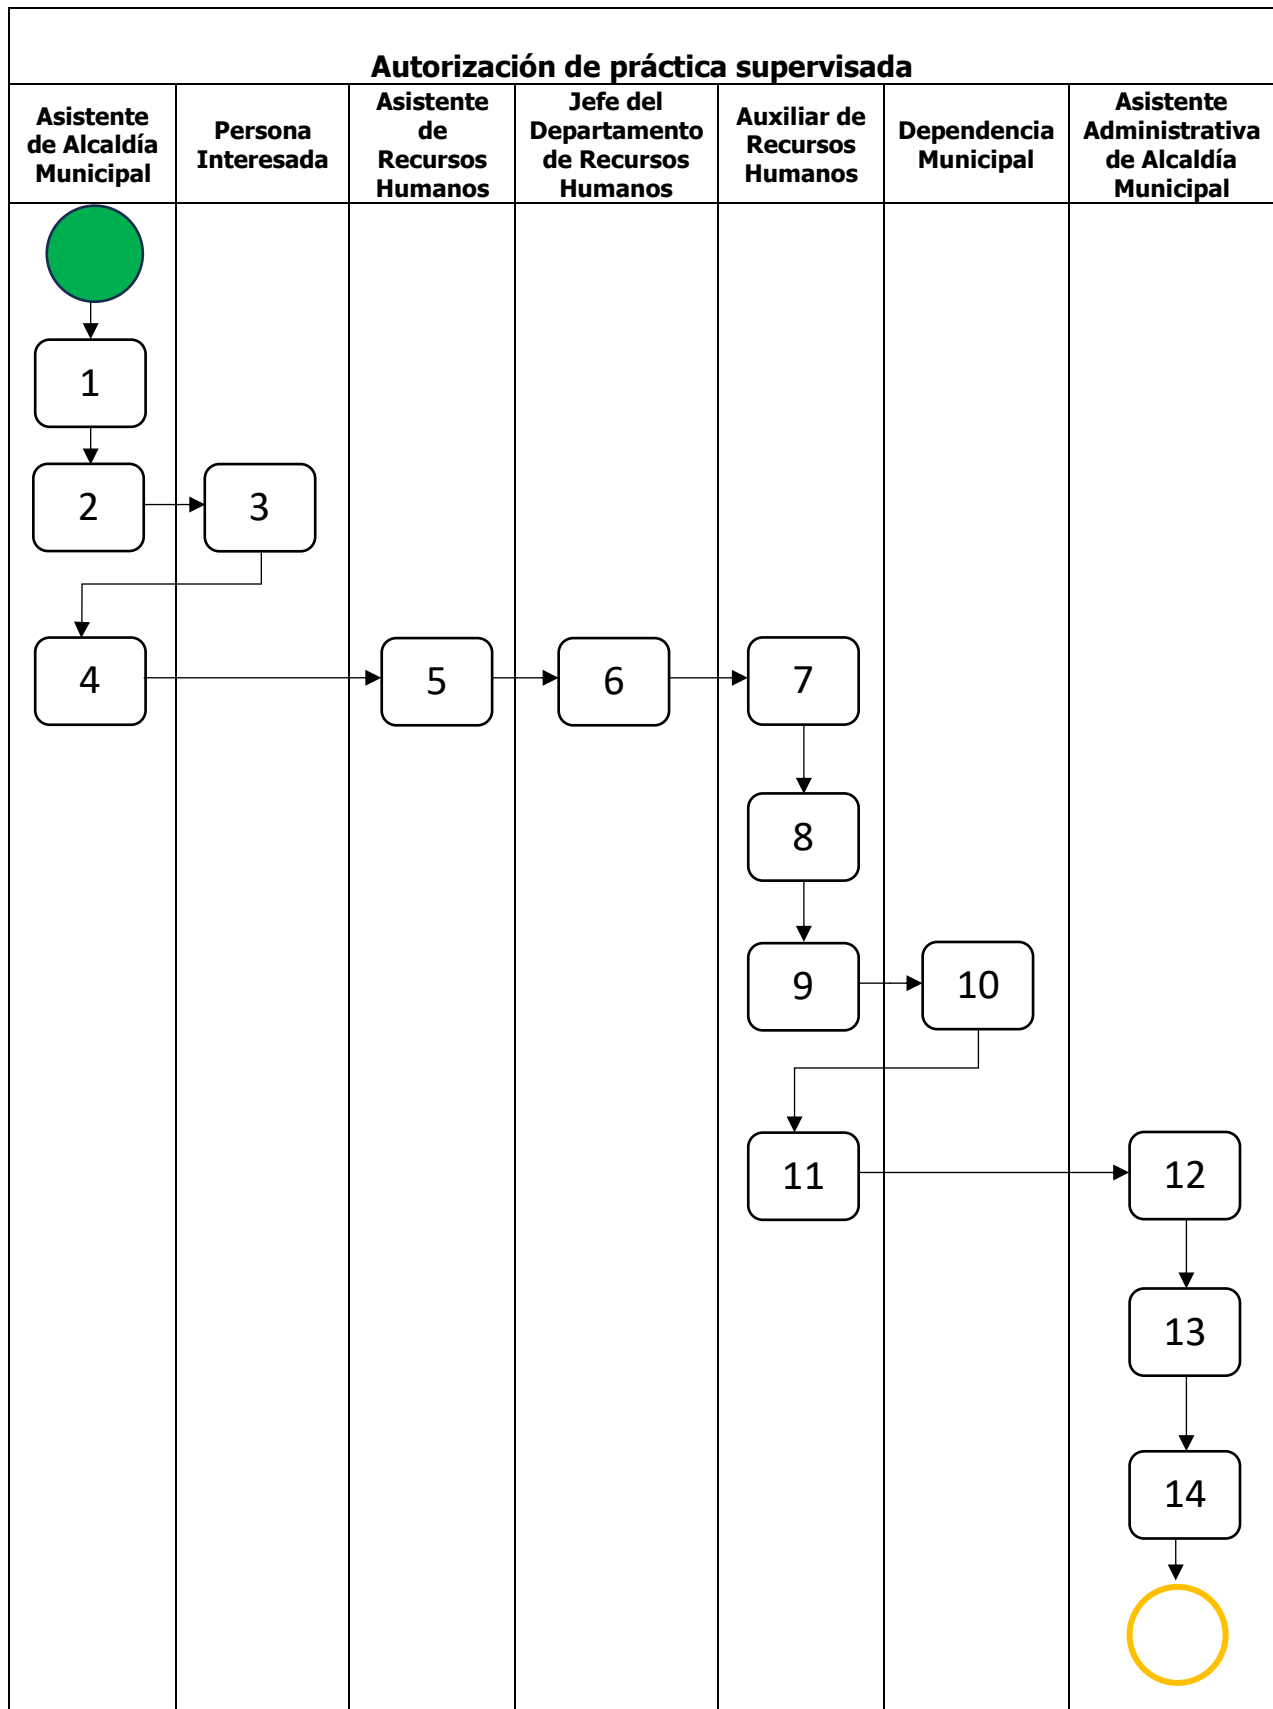 Autorización de práctica supervisada
Asistente
de Alcaldía
Municipal
Persona
Interesada
Asistente
de
Recursos
Humanos
Jefe del
Departamento
de Recursos
Humanos
Auxiliar de
Recursos
Humanos
Dependencia
Municipal
Asistente
Administrativa
de Alcaldía
Municipal
1
2
3
4
5
6
7
8
9
10
11
12
13
14